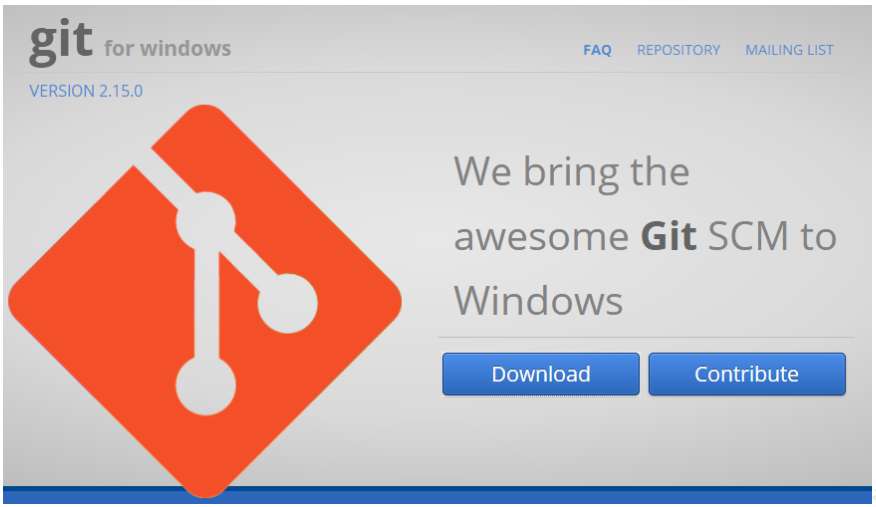 git for windows
FAQ REPOSITORY MAILING LIST
VERSION 2.15.0
We bring the
awesome Git SCM to
Windows
Download Contribute